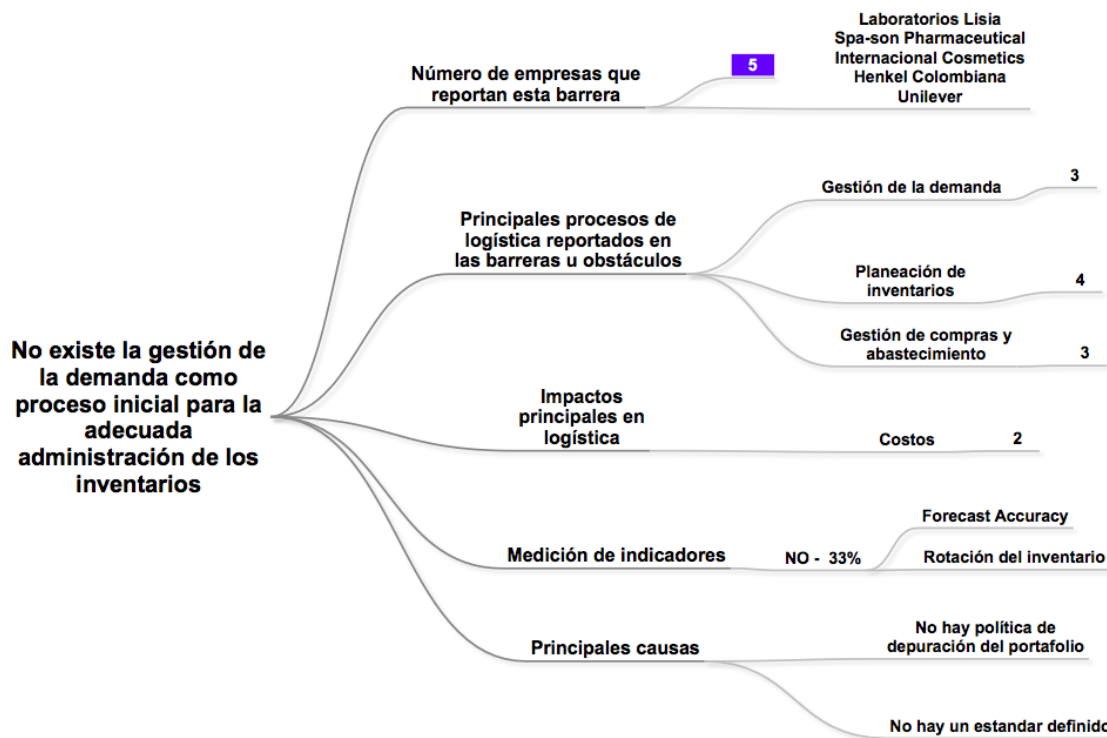 No existe la gestión de
la demanda como
proceso inicial para la
adecuada
administración de los
inventarios
Número de empresas que
reportan esta barrera
5
Laboratorios Lisia
Spa-son Pharmaceutical
Internacional Cosmetics
Henkel Colombiana
Unilever
Principales procesos de
logística reportados en
las barreras u obstáculos
Gestión de la demanda
3
Planeación de
inventarios
4
Gestión de compras y
abastecimiento
3
Impactos
principales en
logística
Costos
2
Medición de indicadores
NO - 33%
Forecast Accuracy
Rotación del inventario
Principales causas
No hay política de
depuración del portafolio
No hay un estandar definido